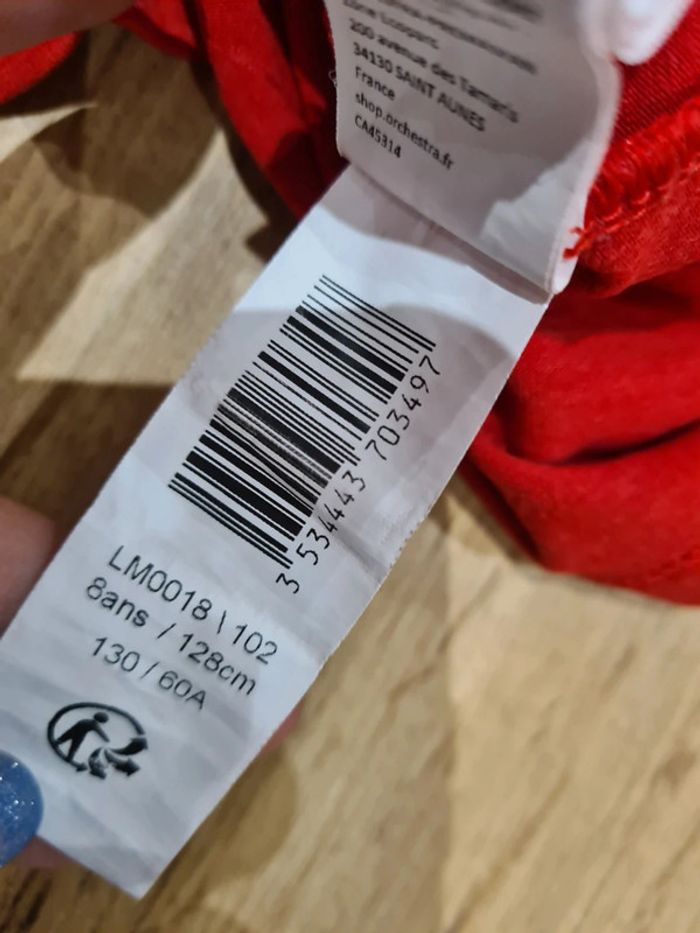 200 avenue des Tamaris
34130 SAINT AUNES
France
shop.orchestra.fr
CA45314
3 534443 703497
LM0018 \ 102
8ans / 128cm
130 / 60A